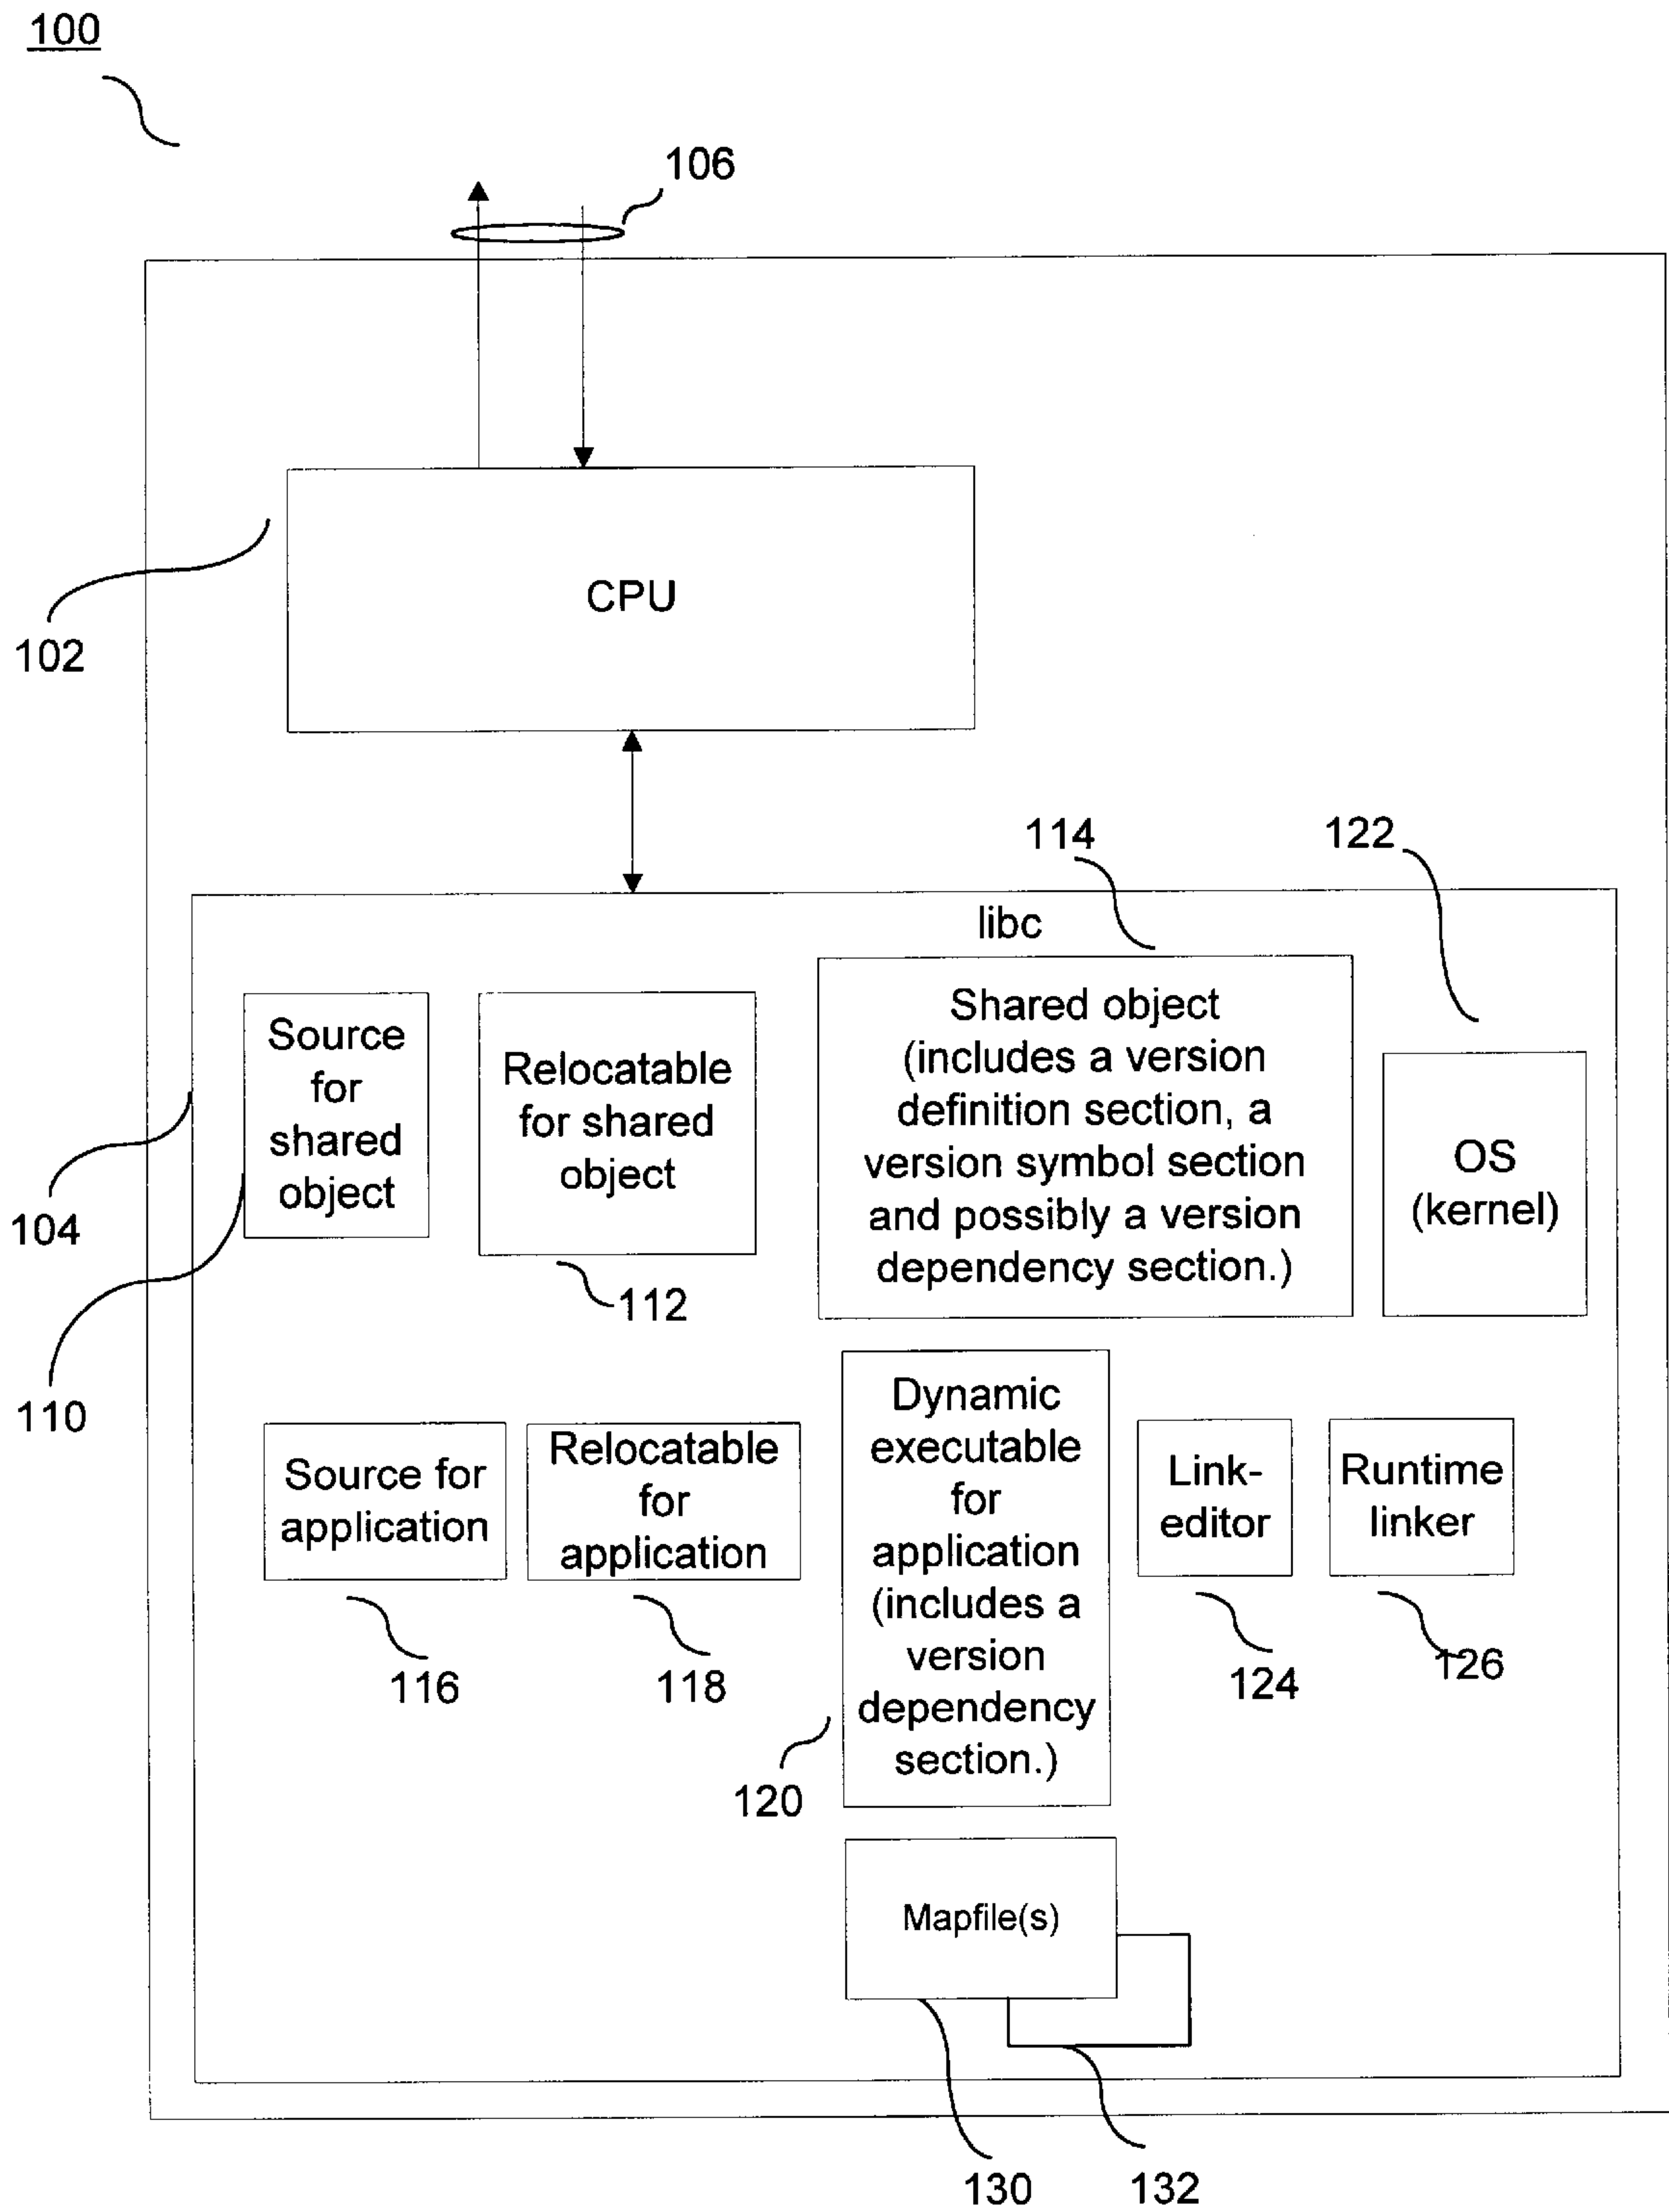 100
106
CPU
102
114
122
libc
Source
for
shared
object
Relocatable
for shared
object
Shared object
(includes a version
definition section, a
version symbol section
and possibly a version
dependency section.)
OS
(kernel)
104
112
110
Source for
application
Relocatable
for
application
Dynamic
executable
for
application
(includes a
version
dependency
section.)
Link-
editor
Runtime
linker
116
118
124
126
120
Mapfile(s)
130
132